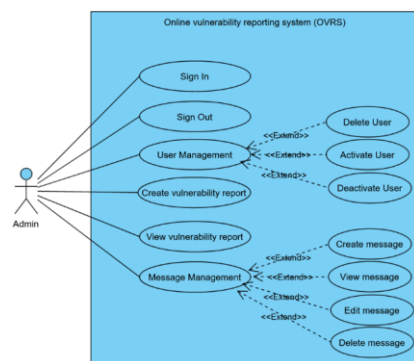 Online vulnerability reporting system (OVRS)
Sign In
Sign Out
Delete User
<<Extend>>
User Management
<<Extend>>
Activate User
<<Extend>>
Deactivate User
Create vulnerability report
Admin
View vulnerability report
Create message
<<Extend>>
Message Management
<<Extend>>
View message
<<Extend>>
Edit message
<<Extend>>
Delete message